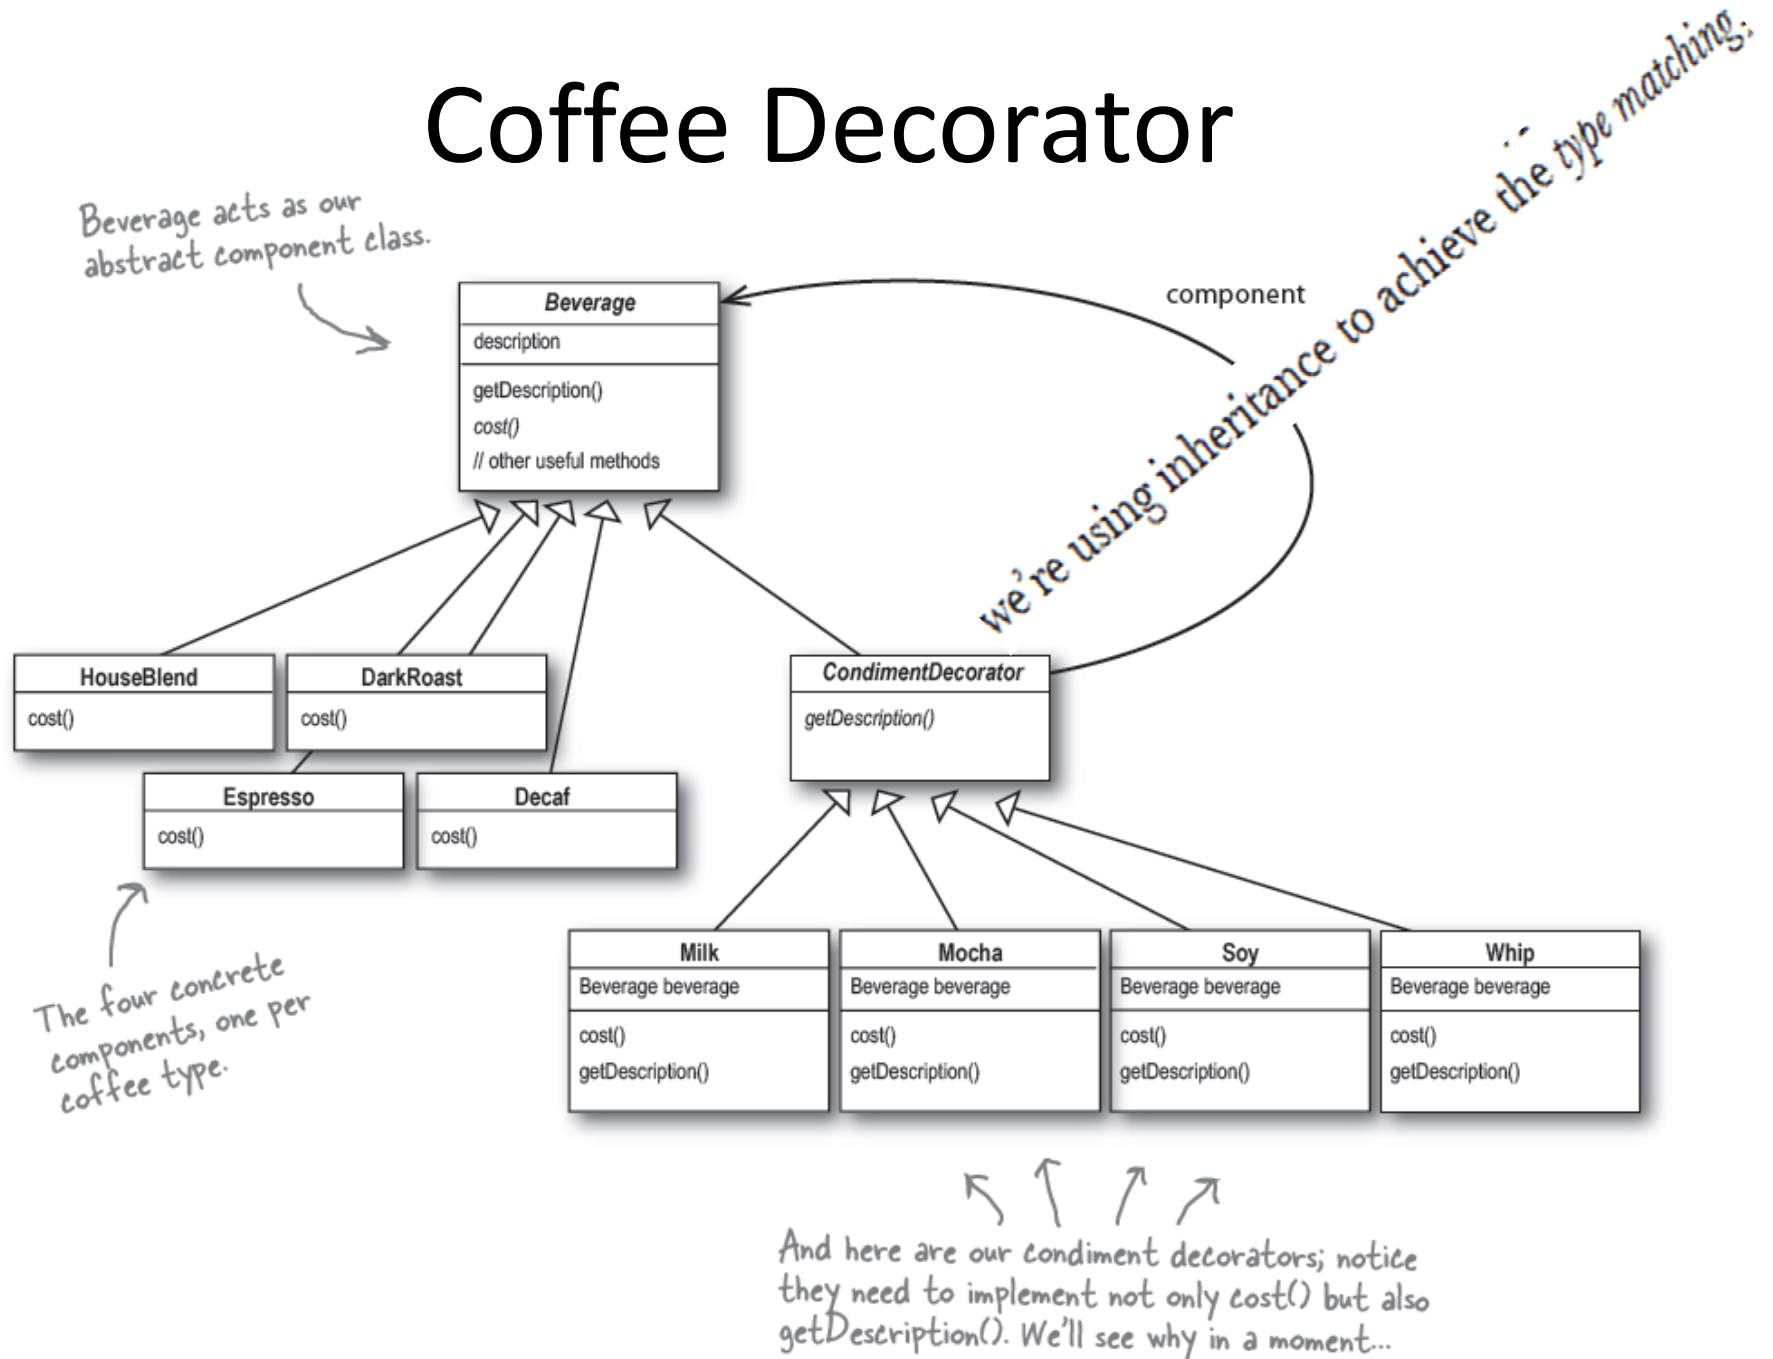 Coffee Decorator
we're using inheritance to achieve the type matching.
Beverage acts as our
abstract component class.
Beverage
description
getDescription()
cost()
// other useful methods
component
HouseBlend
cost()
DarkRoast
cost()
Espresso
cost()
Decaf
cost()
CondimentDecorator
getDescription()
The four concrete
components, one per
coffee type.
Milk
Beverage beverage
cost()
getDescription()
Mocha
Beverage beverage
cost()
getDescription()
Soy
Beverage beverage
cost()
getDescription()
Whip
Beverage beverage
cost()
getDescription()
And here are our condiment decorators; notice
they need to implement not only cost() but also
getDescription(). We'll see why in a moment...